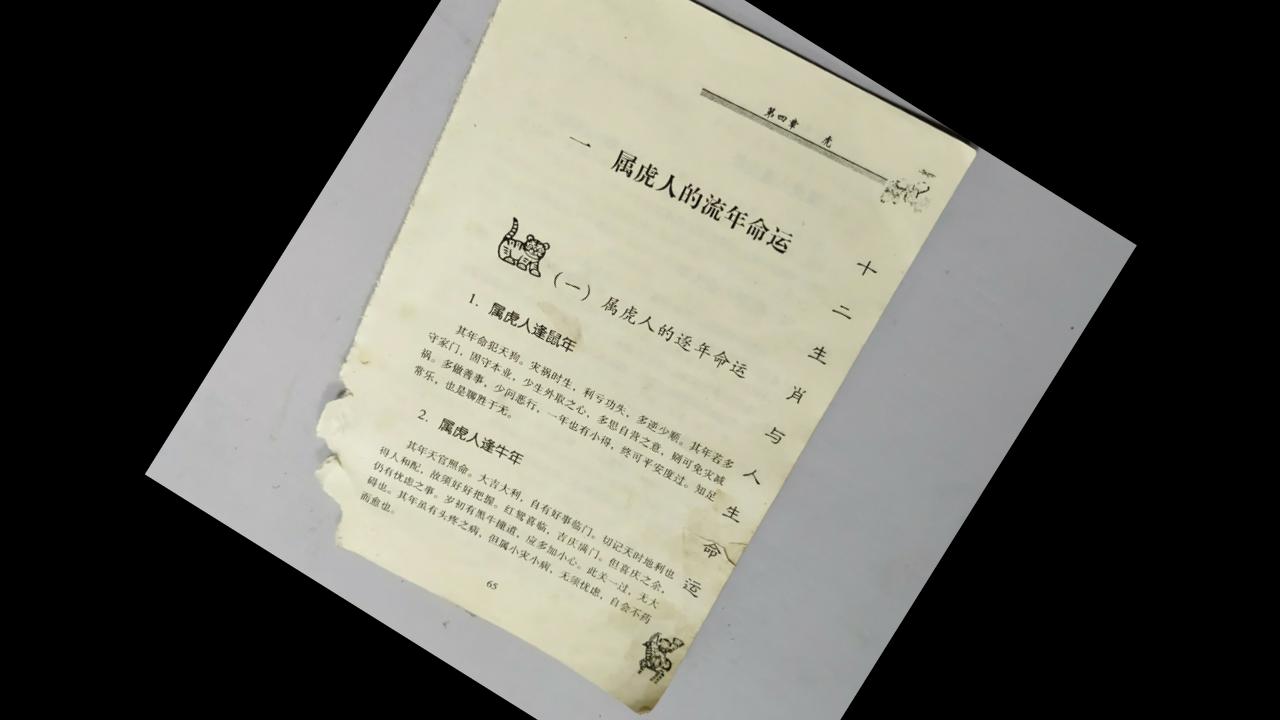 第四章 虎
一 属虎人的流年命运
(一)属虎人的逐年命运
1. 属虎人逢鼠年
其年命犯天狗。灾祸时生,利亏功失,多逆少顺。其年若多
守家门,固守本业,少生外取之心,多思自营之意,则可免灾减
祸。多做善事,少问恶行,一年也有小得,终可平安度过。知足
常乐,也是聊胜于无。
2. 属虎人逢牛年
其年天官照命。大吉大利,自有好事临门。切记天时地利也
得人和配,故须好好把握。红鸾喜临,吉庆满门。但喜庆之余,
仍有忧虑之事。岁初有黑牛撞道,应多加小心。此关一过,无大
碍也。其年虽有头疼之病,但属小灾小病,无须忧虑,自会不药
而愈也。
65
十二生肖与人生命运